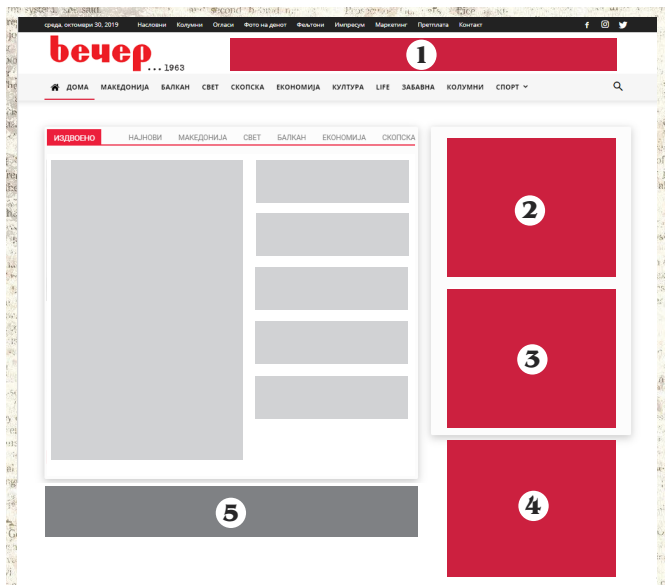 среда, октомври 30, 2019 Насловни Колумни Огласи Фото на денот Фељтони Импресум Маркетинг Претплата Контакт
вечер
...1963
1
ДОМА МАКЕДОНИЈА БАЛКАН СВЕТ СКОПСКА ЕКОНОМИЈА КУЛТУРА LIFE ЗАБАВНА КОЛУМНИ СПОРТ
ИЗДВОЕНО НАЈНОВИ МАКЕДОНИЈА СВЕТ БАЛКАН ЕКОНОМИЈА СКОПСКА
2
3
4
5